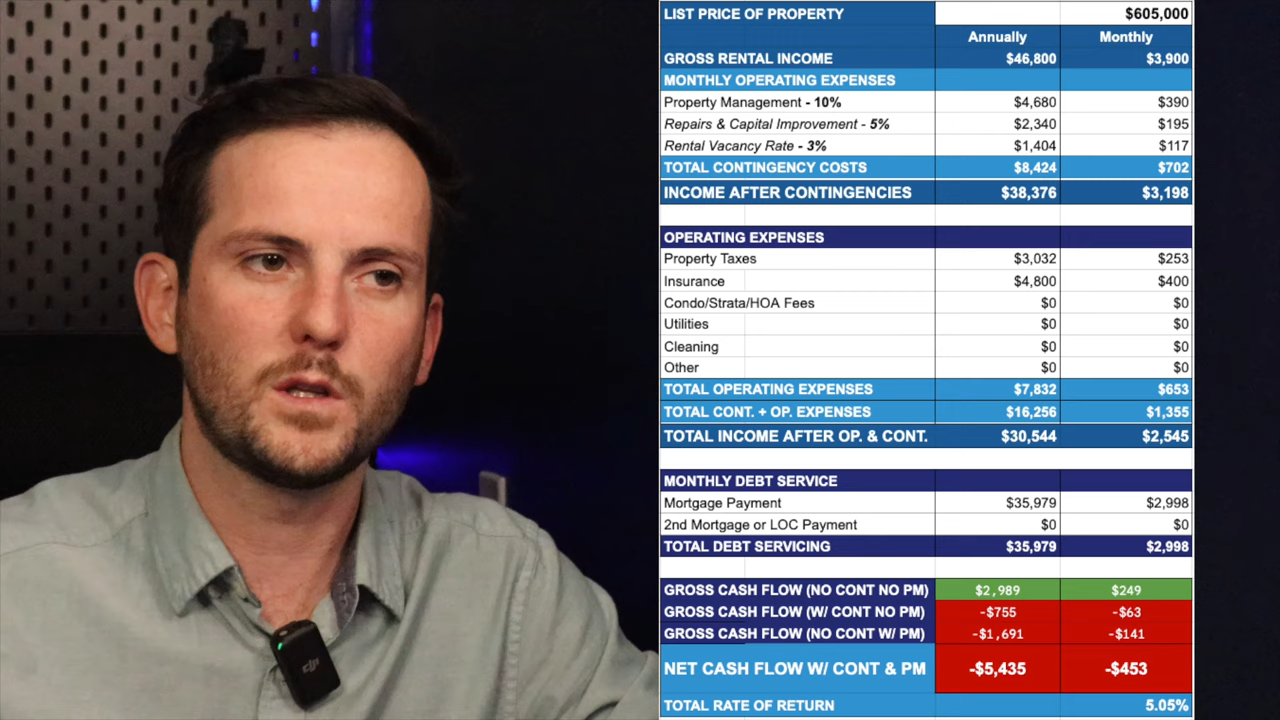 LIST PRICE OF PROPERTY $605,000
Annually Monthly
GROSS RENTAL INCOME $46,800 $3,900
MONTHLY OPERATING EXPENSES
Property Management - 10% $4,680 $390
Repairs & Capital Improvement - 5% $2,340 $195
Rental Vacancy Rate - 3% $1,404 $117
TOTAL CONTINGENCY COSTS $8,424 $702
INCOME AFTER CONTINGENCIES $38,376 $3,198
OPERATING EXPENSES
Property Taxes $3,032 $253
Insurance $4,800 $400
Condo/Strata/HOA Fees $0 $0
Utilities $0 $0
Cleaning $0 $0
Other $0 $0
TOTAL OPERATING EXPENSES $7,832 $653
TOTAL CONT. + OP. EXPENSES $16,256 $1,355
TOTAL INCOME AFTER OP. & CONT. $30,544 $2,545
MONTHLY DEBT SERVICE
Mortgage Payment $35,979 $2,998
2nd Mortgage or LOC Payment $0 $0
TOTAL DEBT SERVICING $35,979 $2,998
GROSS CASH FLOW (NO CONT NO PM) $2,989 $249
GROSS CASH FLOW (W/ CONT NO PM) -$755 -$63
GROSS CASH FLOW (NO CONT W/ PM) -$1,691 -$141
NET CASH FLOW W/ CONT & PM -$5,435 -$453
TOTAL RATE OF RETURN 5.05%
dji